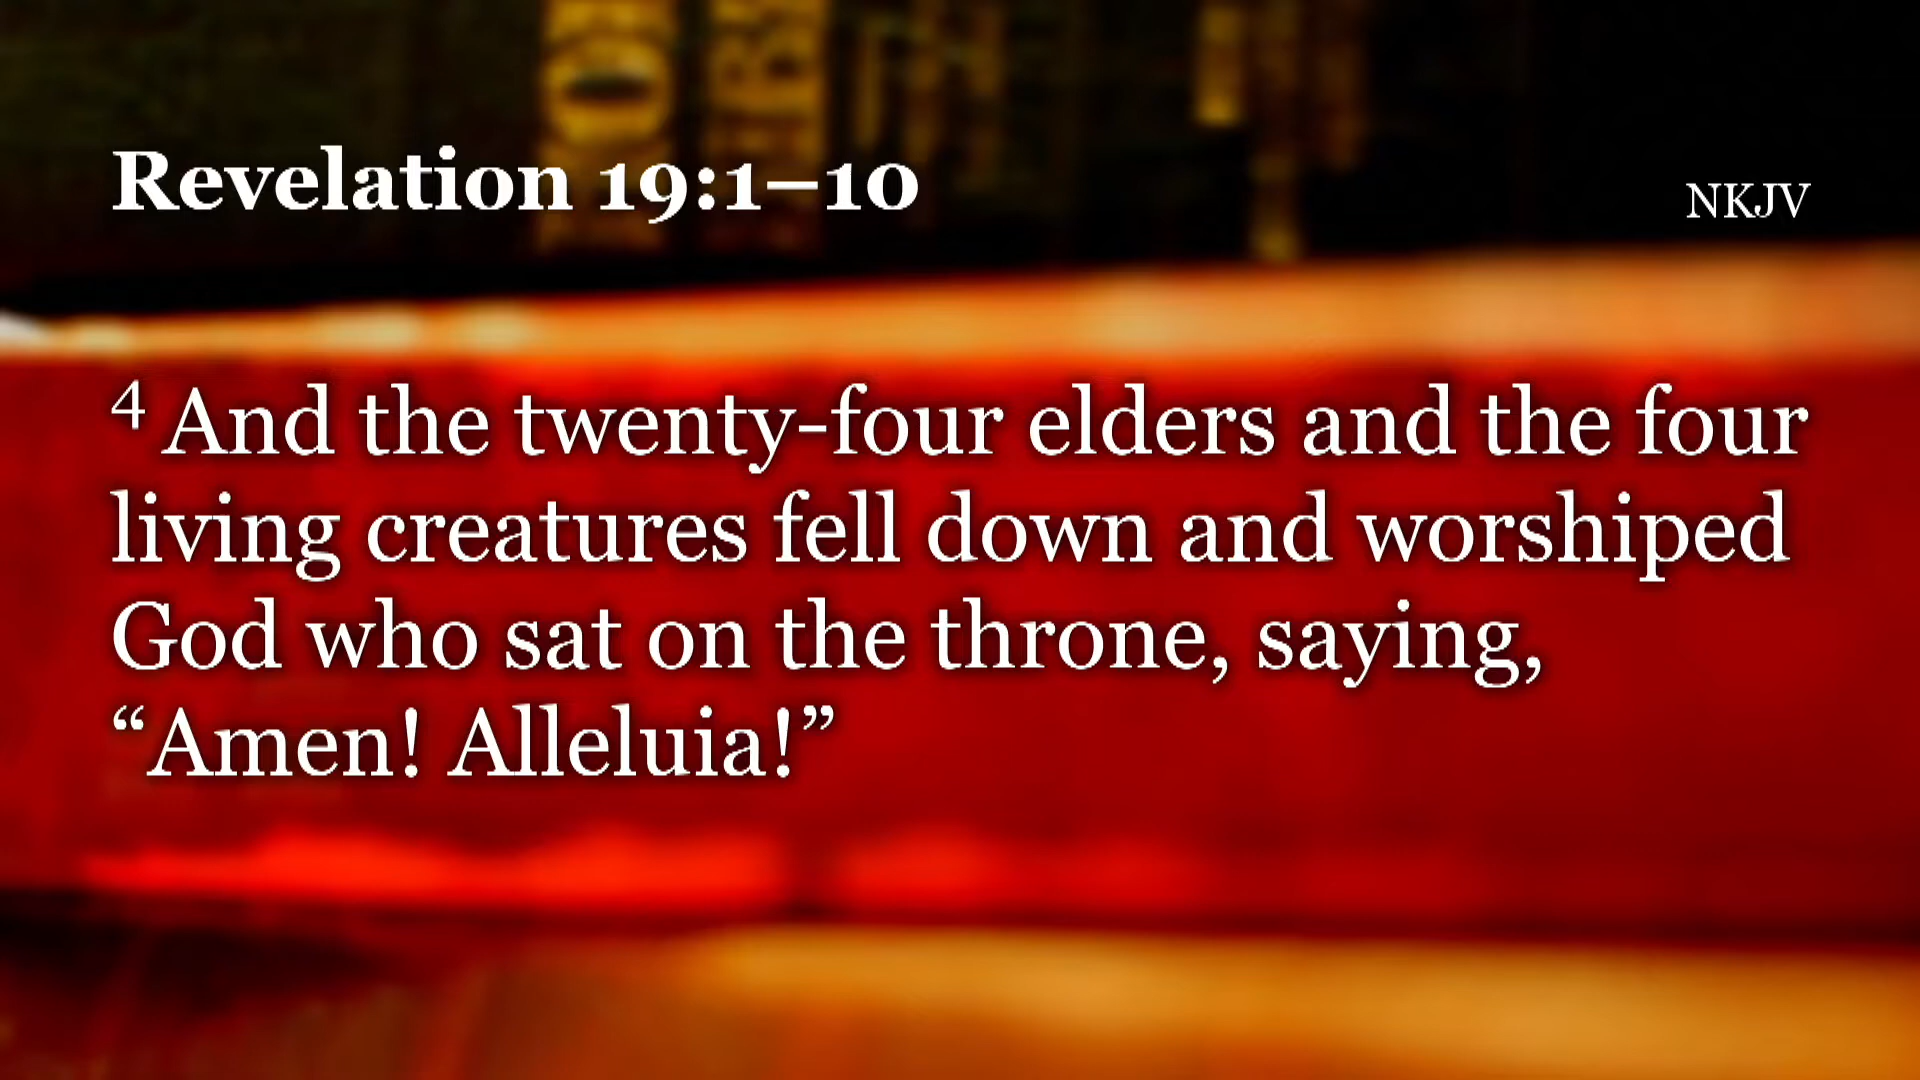 Revelation 19:1–10
NKJV
4 And the twenty-four elders and the four
living creatures fell down and worshiped
God who sat on the throne, saying,
“Amen! Alleluia!”